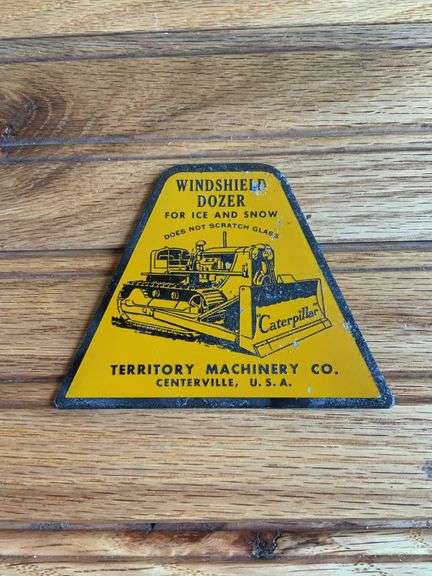 WINDSHIELD
DOZER
FOR ICE AND SNOW
DOES NOT SCRATCH GLASS
Caterpillar
TERRITORY MACHINERY CO.
CENTERVILLE, U.S.A.